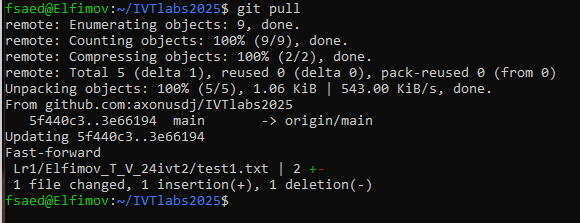 fsaed@Elfimov:~/IVTlabs2025$ git pull
remote: Enumerating objects: 9, done.
remote: Counting objects: 100% (9/9), done.
remote: Compressing objects: 100% (2/2), done.
remote: Total 5 (delta 1), reused 0 (delta 0), pack-reused 0 (from 0)
Unpacking objects: 100% (5/5), 1.06 KiB | 543.00 KiB/s, done.
From github.com:axonusdj/IVTlabs2025
   5f440c3..3e66194  main       -> origin/main
Updating 5f440c3..3e66194
Fast-forward
 Lr1/Elfimov_T_V_24ivt2/test1.txt | 2 +-
 1 file changed, 1 insertion(+), 1 deletion(-)
fsaed@Elfimov:~/IVTlabs2025$